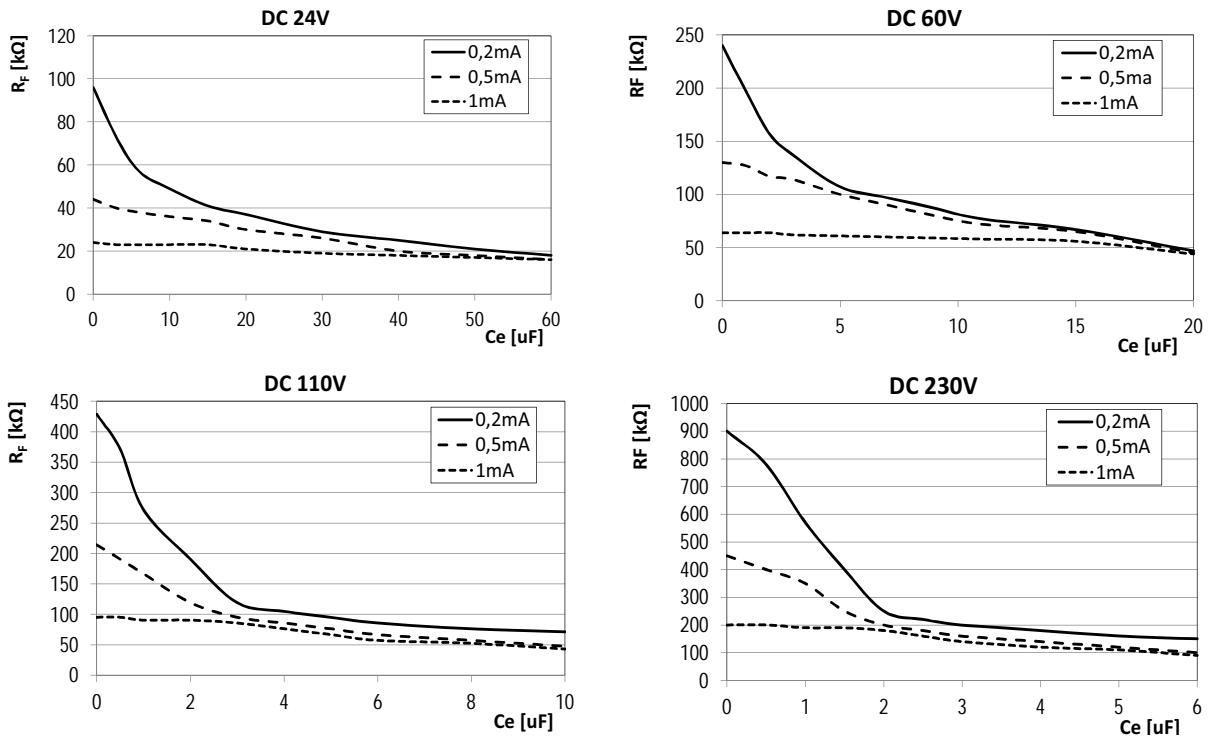 DC 24V
R_F [kΩ]
120
100
80
60
40
20
0
0,2mA
0,5mA
1mA
0 10 20 30 40 50 60
Ce [uF]
DC 60V
RF [kΩ]
250
200
150
100
50
0
0,2mA
0,5ma
1mA
0 5 10 15 20
Ce [uF]
DC 110V
R_F [kΩ]
450
400
350
300
250
200
150
100
50
0
0,2mA
0,5mA
1mA
0 2 4 6 8 10
Ce [uF]
DC 230V
RF [kΩ]
1000
900
800
700
600
500
400
300
200
100
0
0,2mA
0,5mA
1mA
0 1 2 3 4 5 6
Ce [uF]